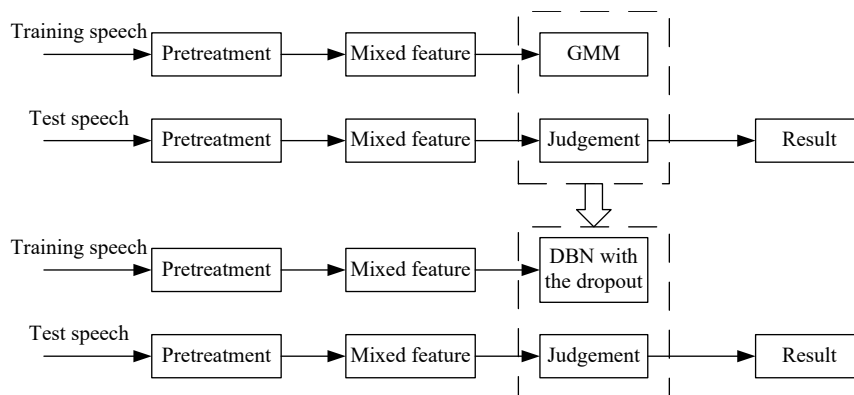 Training speech
Pretreatment
Mixed feature
GMM
Test speech
Pretreatment
Mixed feature
Judgement
Result
Training speech
Pretreatment
Mixed feature
DBN with
the dropout
Test speech
Pretreatment
Mixed feature
Judgement
Result